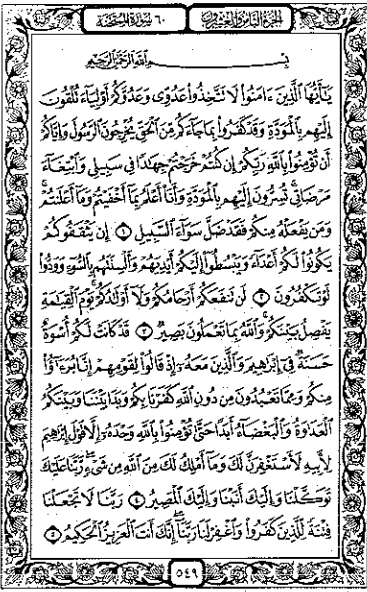 الجزء الثامن والعشرون
٦٠ سورة الممتحنة
بسم الله الرحمن الرحيم
يَٰٓأَيُّهَا ٱلَّذِينَ ءَامَنُوا۟ لَا تَتَّخِذُوا۟ عَدُوِّى وَعَدُوَّكُمْ أَوْلِيَآءَ تُلْقُونَ
إِلَيْهِم بِٱلْمَوَدَّةِ وَقَدْ كَفَرُوا۟ بِمَا جَآءَكُم مِّنَ ٱلْحَقِّ يُخْرِجُونَ ٱلرَّسُولَ وَإِيَّاكُمْ
أَن تُؤْمِنُوا۟ بِٱللَّهِ رَبِّكُمْ إِن كُنتُمْ خَرَجْتُمْ جِهَٰدًا فِى سَبِيلِى وَٱبْتِغَآءَ
مَرْضَاتِى تُسِرُّونَ إِلَيْهِم بِٱلْمَوَدَّةِ وَأَنَا۠ أَعْلَمُ بِمَآ أَخْفَيْتُمْ وَمَآ أَعْلَنتُمْ
وَمَن يَفْعَلْهُ مِنكُمْ فَقَدْ ضَلَّ سَوَآءَ ٱلسَّبِيلِ ١ إِن يَثْقَفُوكُمْ
يَكُونُوا۟ لَكُمْ أَعْدَآءً وَيَبْسُطُوٓا۟ إِلَيْكُمْ أَيْدِيَهُمْ وَأَلْسِنَتَهُم بِٱلسُّوٓءِ وَوَدُّوا۟
لَوْ تَكْفُرُونَ ٢ لَن تَنفَعَكُمْ أَرْحَامُكُمْ وَلَآ أَوْلَٰدُكُمْ يَوْمَ ٱلْقِيَٰمَةِ
يَفْصِلُ بَيْنَكُمْ وَٱللَّهُ بِمَا تَعْمَلُونَ بَصِيرٌ ٣ قَدْ كَانَتْ لَكُمْ أُسْوَةٌ
حَسَنَةٌ فِىٓ إِبْرَٰهِيمَ وَٱلَّذِينَ مَعَهُۥٓ إِذْ قَالُوا۟ لِقَوْمِهِمْ إِنَّا بُرَءَٰٓؤُا۟
مِنكُمْ وَمِمَّا تَعْبُدُونَ مِن دُونِ ٱللَّهِ كَفَرْنَا بِكُمْ وَبَدَا بَيْنَنَا وَبَيْنَكُمُ
ٱلْعَدَٰوَةُ وَٱلْبَغْضَآءُ أَبَدًا حَتَّىٰ تُؤْمِنُوا۟ بِٱللَّهِ وَحْدَهُۥٓ إِلَّا قَوْلَ إِبْرَٰهِيمَ
لِأَبِيهِ لَأَسْتَغْفِرَنَّ لَكَ وَمَآ أَمْلِكُ لَكَ مِنَ ٱللَّهِ مِن شَىْءٍ رَّبَّنَا عَلَيْكَ
تَوَكَّلْنَا وَإِلَيْكَ أَنَبْنَا وَإِلَيْكَ ٱلْمَصِيرُ ٤ رَبَّنَا لَا تَجْعَلْنَا
فِتْنَةً لِّلَّذِينَ كَفَرُوا۟ وَٱغْفِرْ لَنَا رَبَّنَآ إِنَّكَ أَنتَ ٱلْعَزِيزُ ٱلْحَكِيمُ ٥
٥٤٩